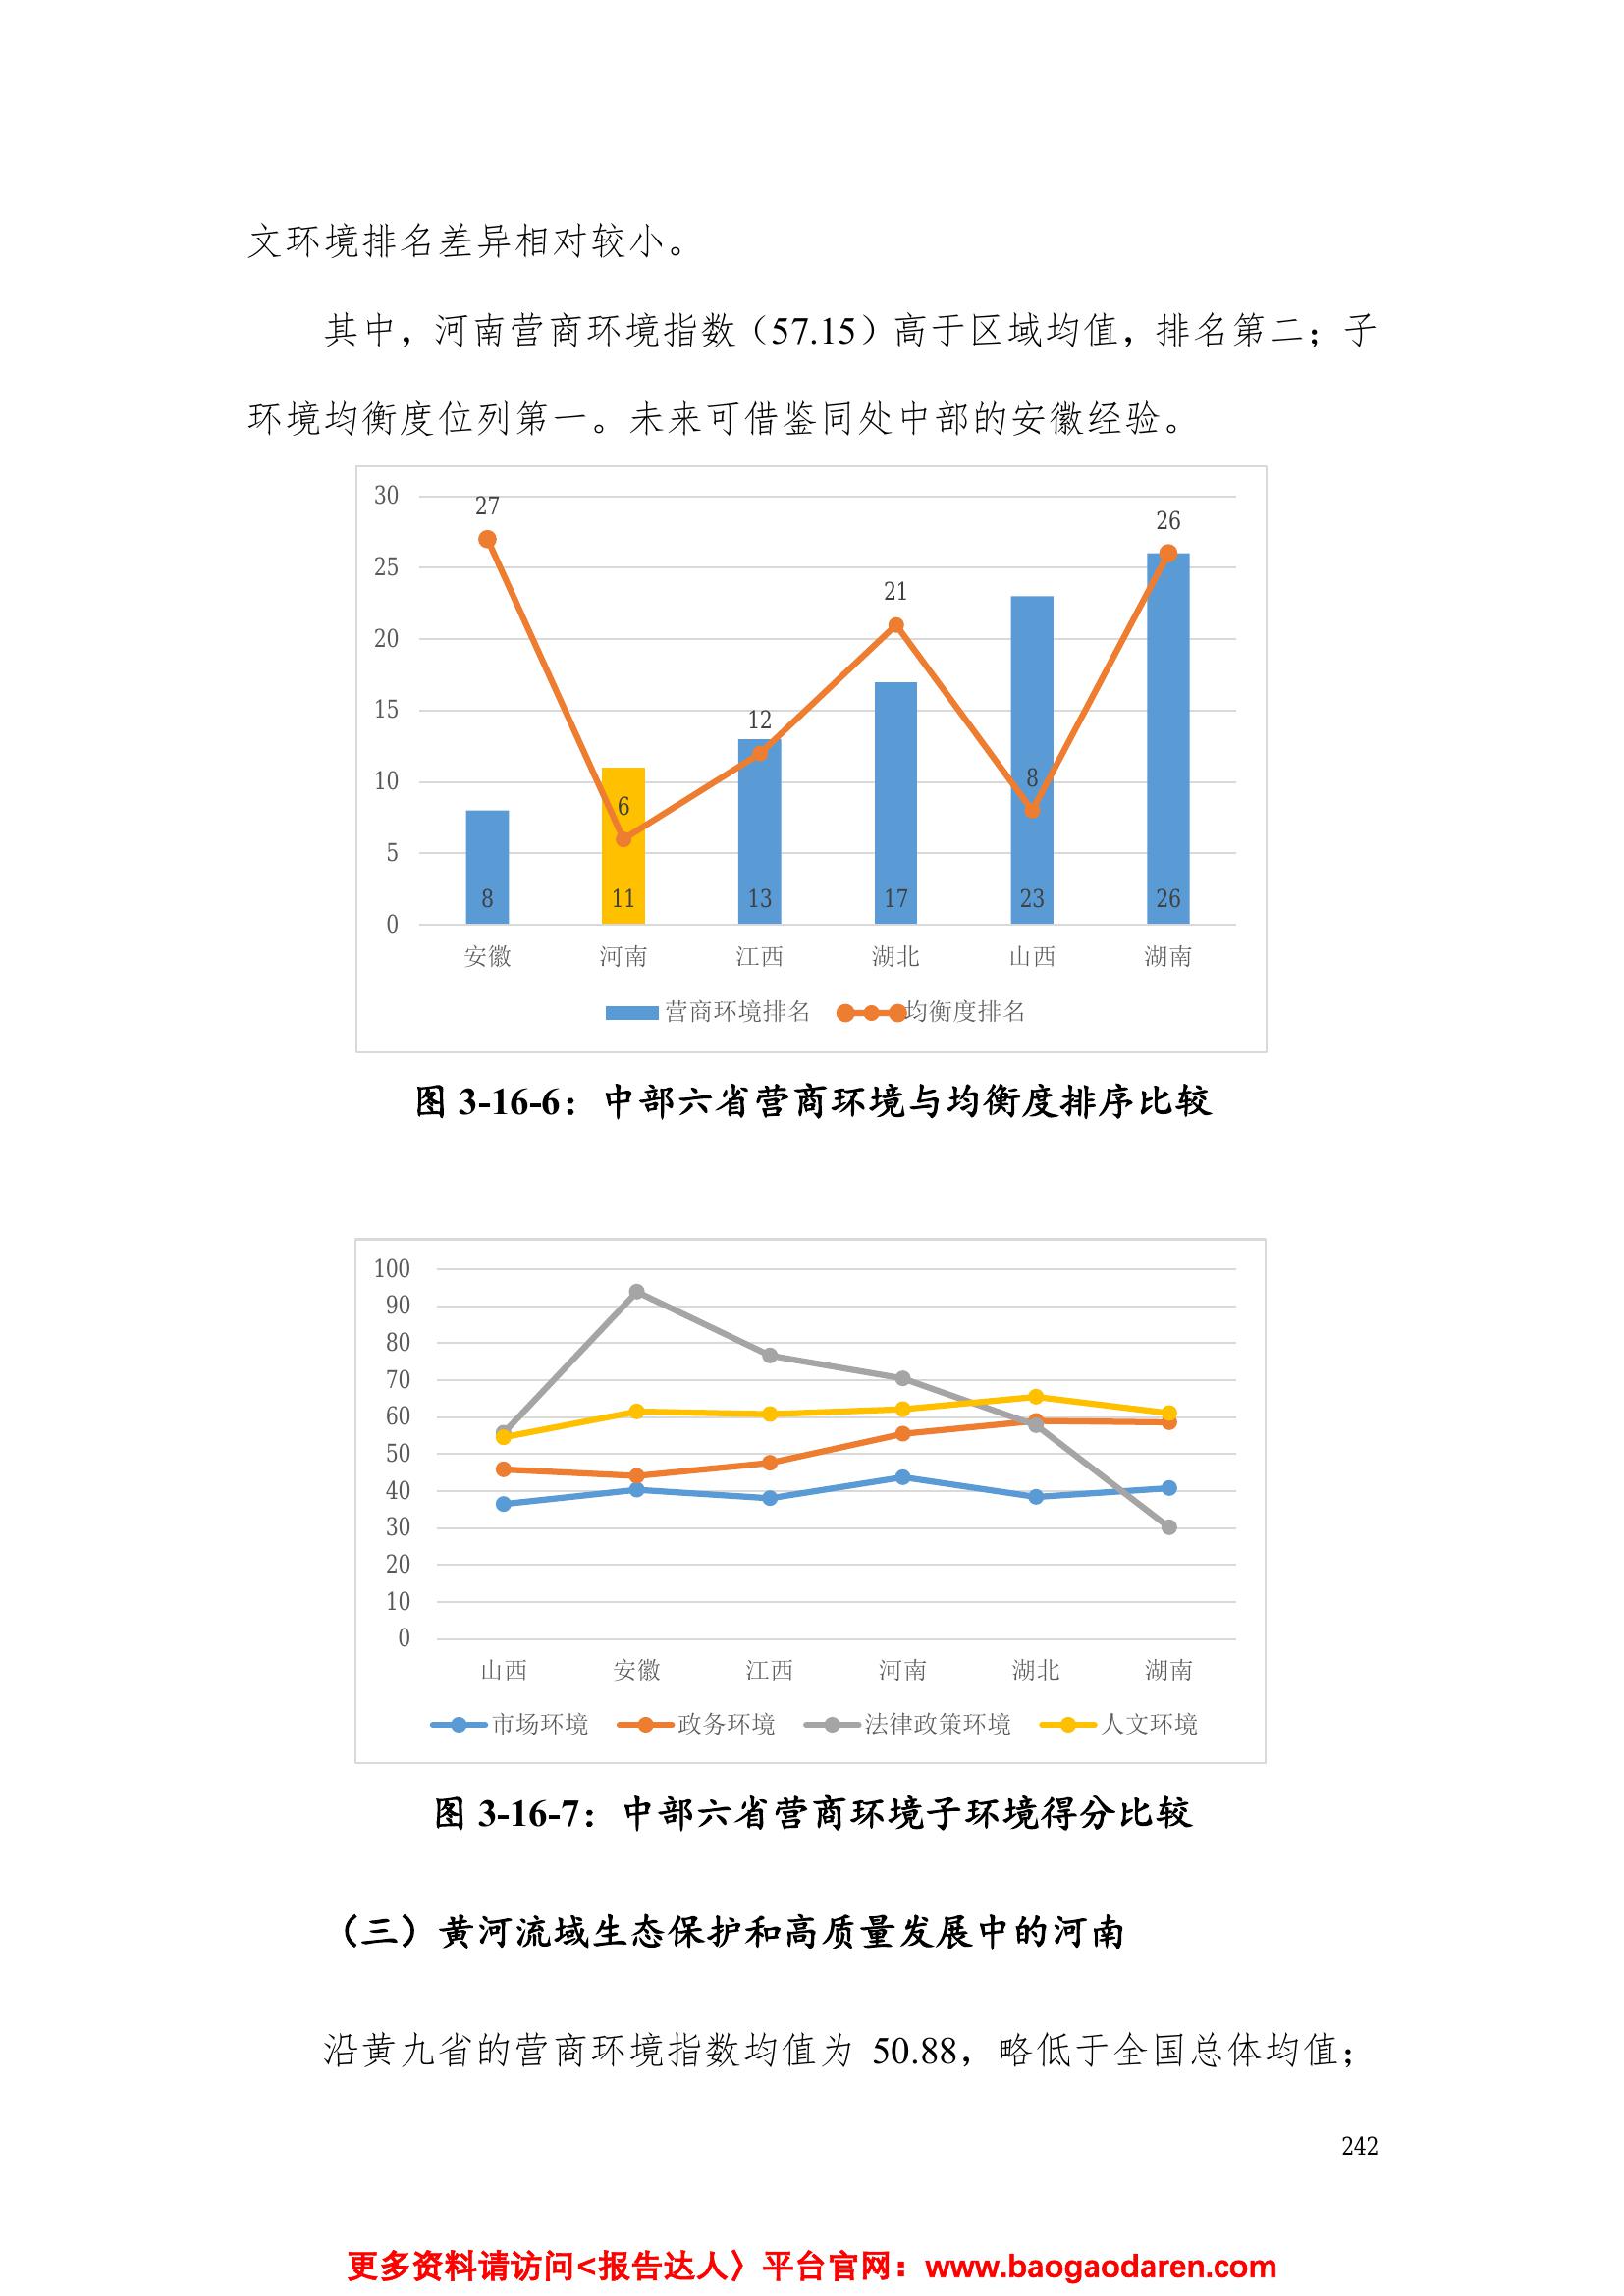 文环境排名差异相对较小。
其中，河南营商环境指数（57.15）高于区域均值，排名第二；子
环境均衡度位列第一。未来可借鉴同处中部的安徽经验。
30
25
20
15
10
5
0
27
6
12
21
8
26
8
11
13
17
23
26
安徽 河南 江西 湖北 山西 湖南
营商环境排名 均衡度排名
图 3-16-6：中部六省营商环境与均衡度排序比较
100
90
80
70
60
50
40
30
20
10
0
山西 安徽 江西 河南 湖北 湖南
市场环境 政务环境 法律政策环境 人文环境
图 3-16-7：中部六省营商环境子环境得分比较
（三）黄河流域生态保护和高质量发展中的河南
沿黄九省的营商环境指数均值为 50.88，略低于全国总体均值；
242
更多资料请访问<报告达人〉平台官网：www.baogaodaren.com